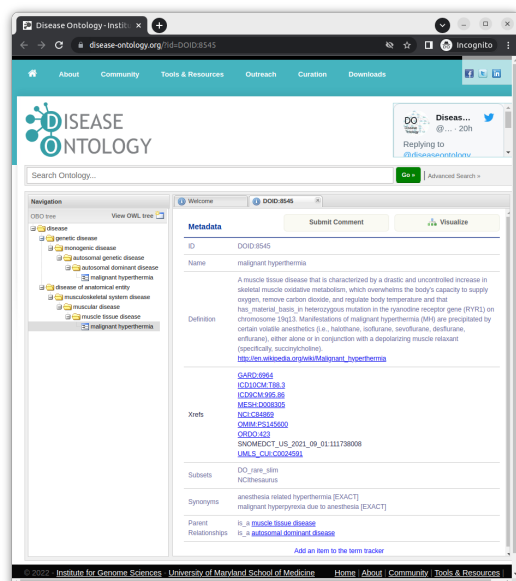 Disease Ontology - Instit
disease-ontology.org/?id=DOID:8545
Incognito
About Community Tools & Resources Outreach Curation Downloads
DISEASE
ONTOLOGY
DO
Diseas...
@... · 20h
Replying to
@diseaseontology
Search Ontology...
Go »
Advanced Search »
Navigation
OBO tree
View OWL tree
disease
genetic disease
monogenic disease
autosomal genetic disease
autosomal dominant disease
malignant hyperthermia
disease of anatomical entity
musculoskeletal system disease
muscular disease
muscle tissue disease
malignant hyperthermia
Welcome
DOID:8545
Metadata
Submit Comment
Visualize
ID DOID:8545
Name malignant hyperthermia
Definition
A muscle tissue disease that is characterized by a drastic and uncontrolled increase in
skeletal muscle oxidative metabolism, which overwhelms the body's capacity to supply
oxygen, remove carbon dioxide, and regulate body temperature and that
has_material_basis_in heterozygous mutation in the ryanodine receptor gene (RYR1) on
chromosome 19q13. Manifestations of malignant hyperthermia (MH) are precipitated by
certain volatile anesthetics (i.e., halothane, isoflurane, sevoflurane, desflurane,
enflurane), either alone or in conjunction with a depolarizing muscle relaxant
(specifically, succinylcholine).
http://en.wikipedia.org/wiki/Malignant_hyperthermia
Xrefs
GARD:6964
ICD10CM:T88.3
ICD9CM:995.86
MESH:D008305
NCI:C84869
OMIM:PS145600
ORDO:423
SNOMEDCT_US_2021_09_01:111738008
UMLS_CUI:C0024591
Subsets
DO_rare_slim
NCIthesaurus
Synonyms
anesthesia related hyperthermia [EXACT]
malignant hyperpyrexia due to anesthesia [EXACT]
Parent Relationships
is_a muscle tissue disease
is_a autosomal dominant disease
Add an item to the term tracker
© 2022 - Institute for Genome Sciences - University of Maryland School of Medicine Home | About | Community | Tools & Resources |